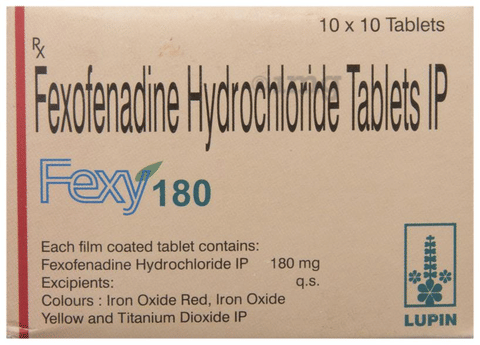 10 x 10 Tablets
Rx
Fexofenadine Hydrochloride Tablets IP
Fexy 180
Each film coated tablet contains:
Fexofenadine Hydrochloride IP 180 mg
Excipients: q.s.
Colours : Iron Oxide Red, Iron Oxide
Yellow and Titanium Dioxide IP
LUPIN